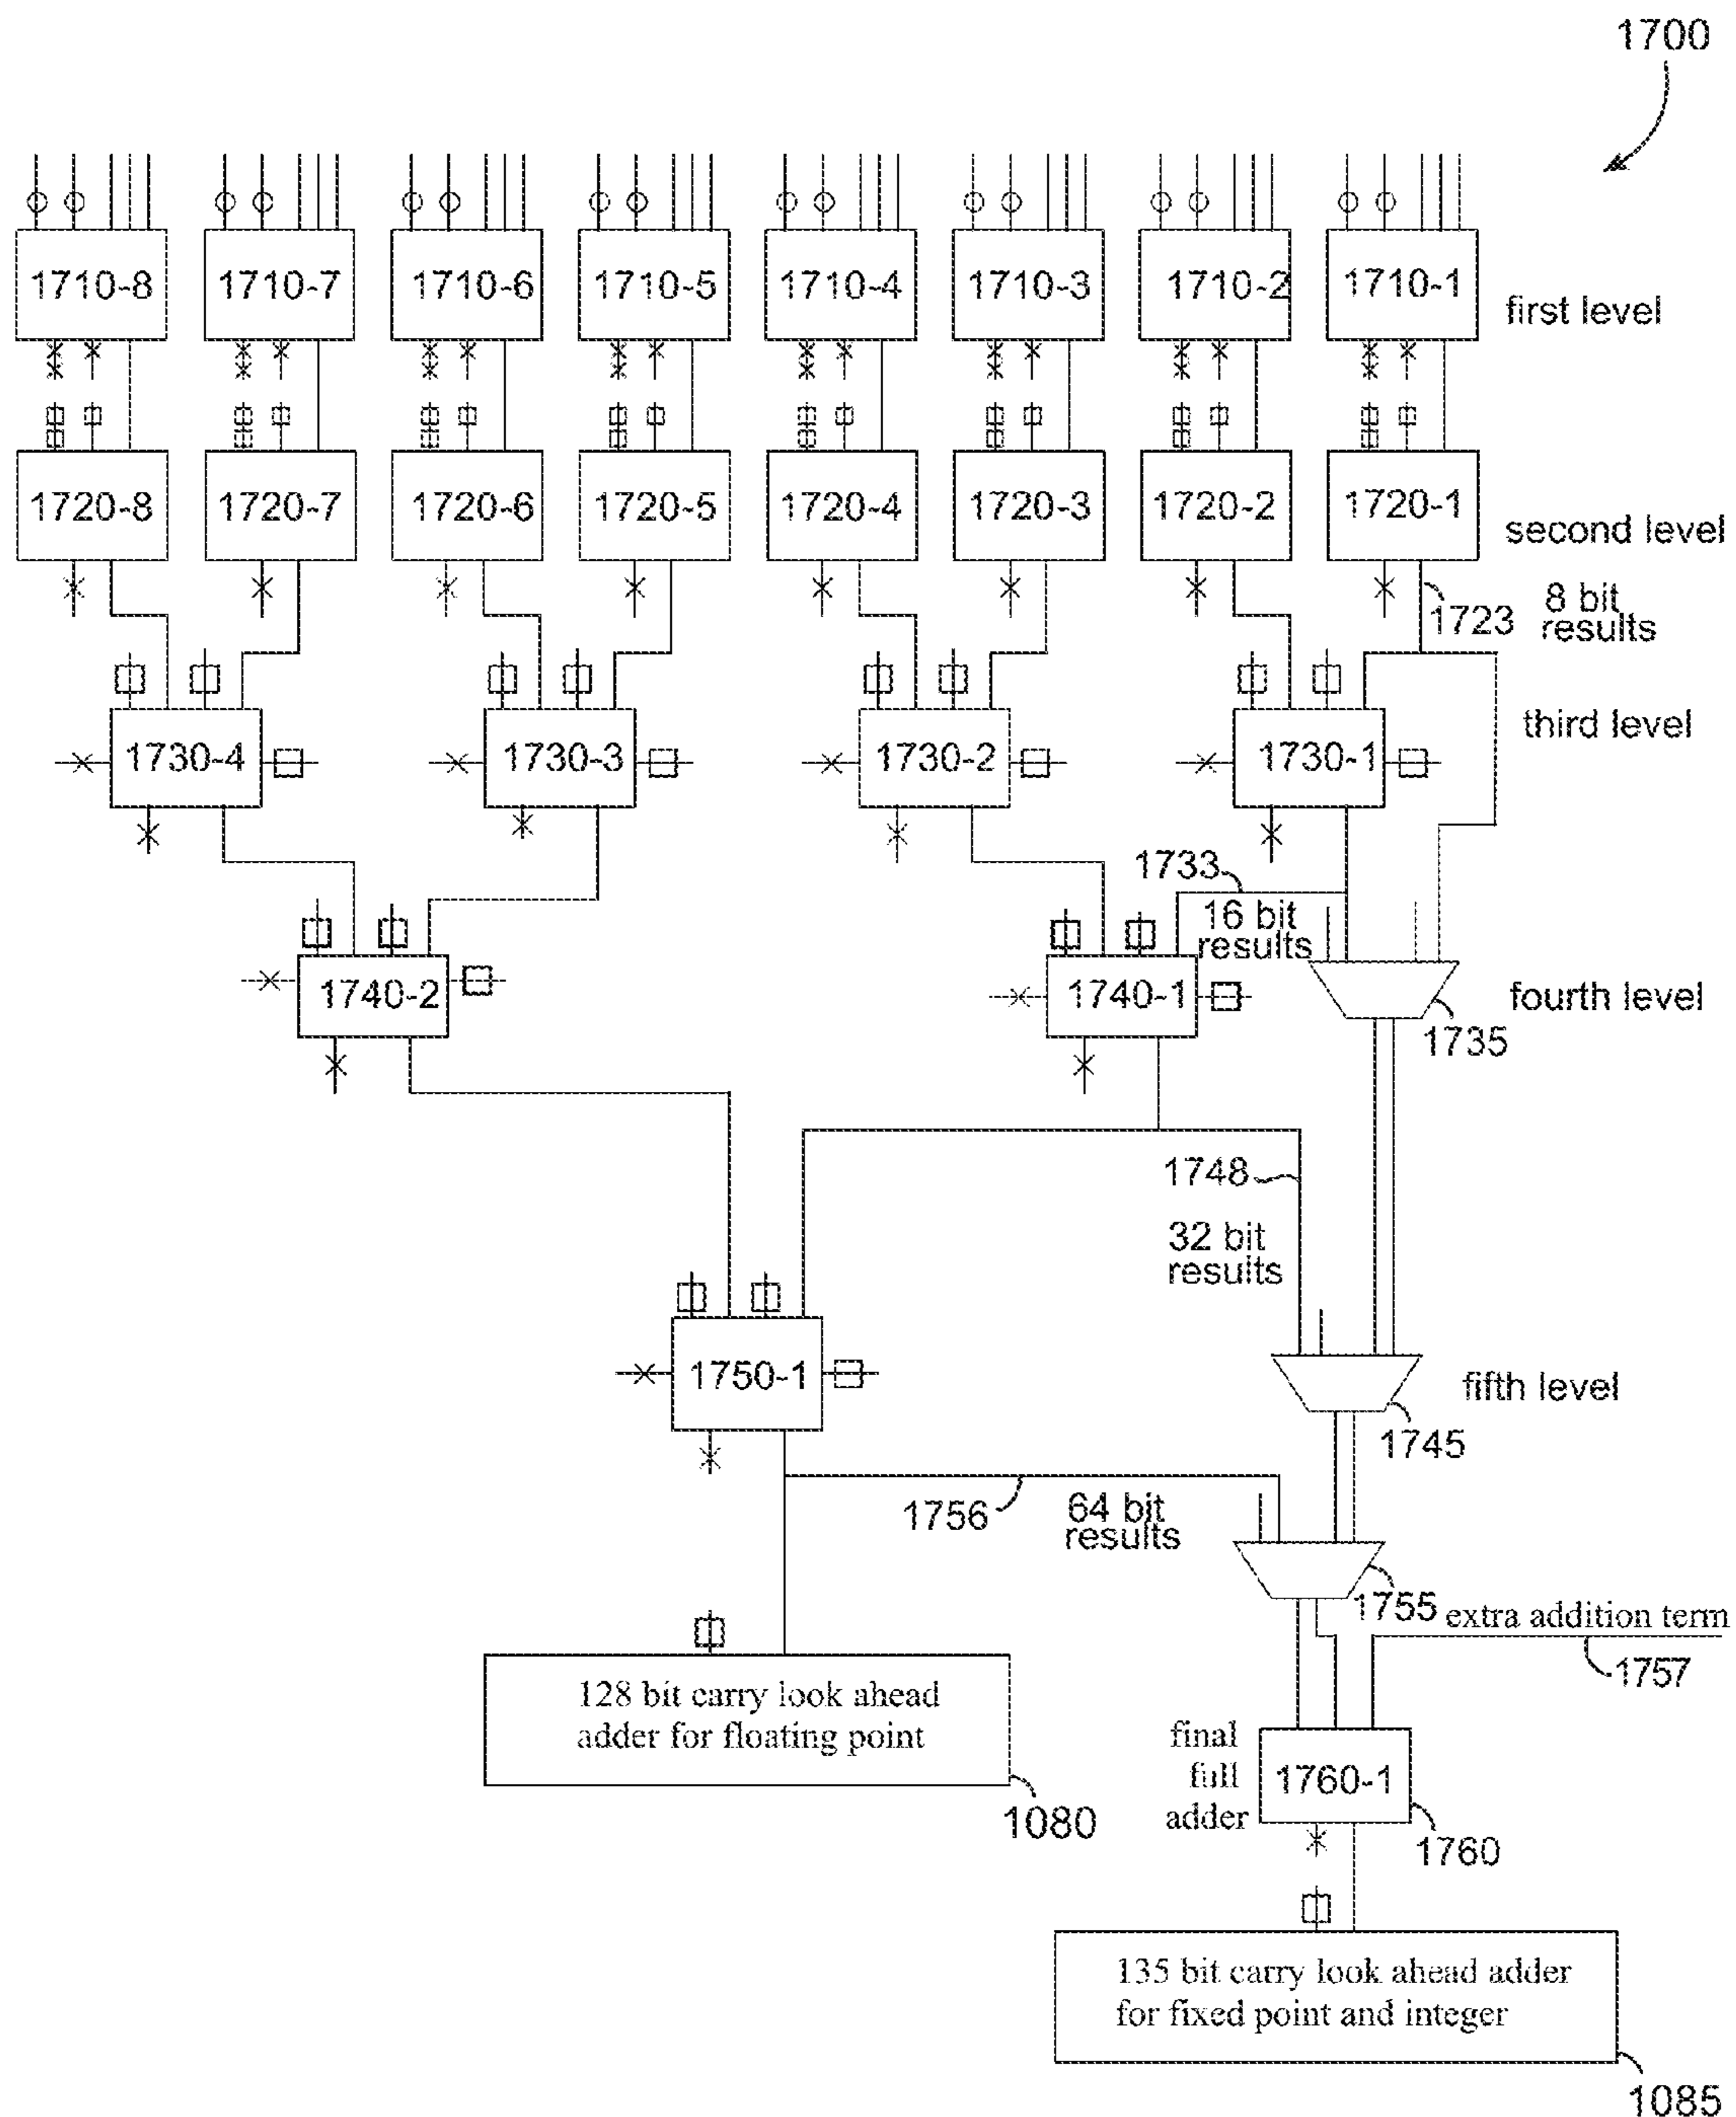 1700
1710-8
1710-7
1710-6
1710-5
1710-4
1710-3
1710-2
1710-1
first level
1720-8
1720-7
1720-6
1720-5
1720-4
1720-3
1720-2
1720-1
second level
1723
8 bit
results
1730-4
1730-3
1730-2
1730-1
third level
1733
16 bit
results
1740-2
1740-1
fourth level
1735
1748
32 bit
results
1750-1
fifth level
1745
1756
64 bit
results
1755
extra addition term
1757
128 bit carry look ahead
adder for floating point
1080
final
full
adder
1760-1
1760
135 bit carry look ahead adder
for fixed point and integer
1085